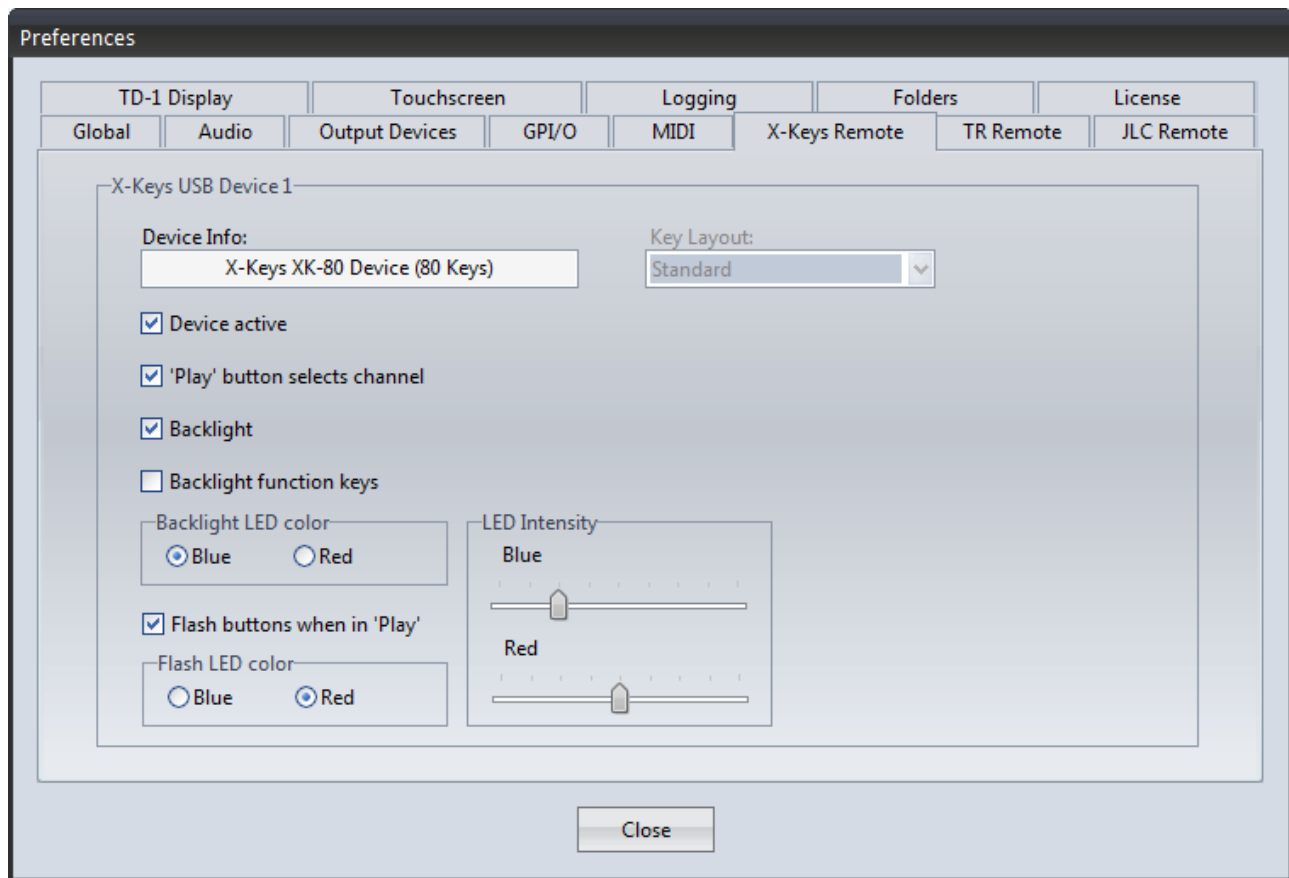 Preferences
TD-1 Display Touchscreen Logging Folders License
Global Audio Output Devices GPI/O MIDI X-Keys Remote TR Remote JLC Remote
X-Keys USB Device 1
Device Info: Key Layout:
X-Keys XK-80 Device (80 Keys) Standard
Device active
'Play' button selects channel
Backlight
Backlight function keys
Backlight LED color LED Intensity
Blue Red Blue
Flash buttons when in 'Play'
Red
Flash LED color
Blue Red
Close